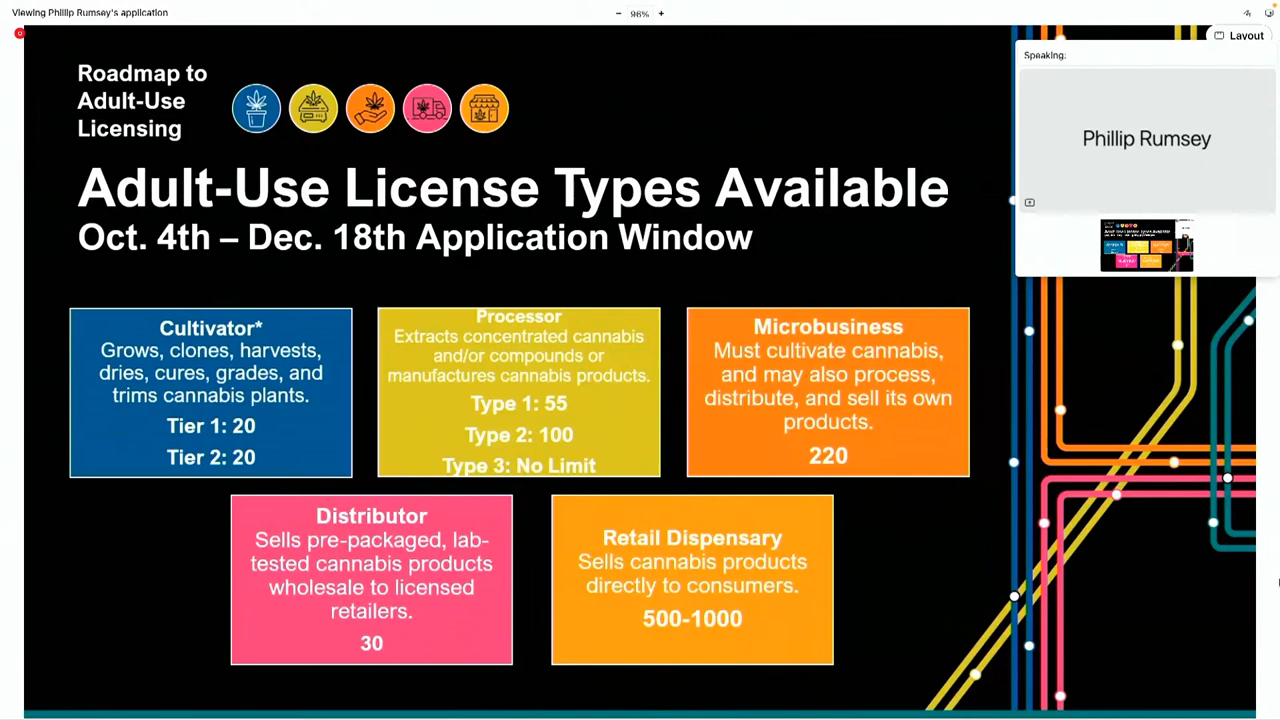 Viewing Phillip Rumsey's application
− 96% +
Layout
Speaking:
Phillip Rumsey
Roadmap to
Adult-Use
Licensing
Adult-Use License Types Available
Oct. 4th – Dec. 18th Application Window
Cultivator*
Grows, clones, harvests,
dries, cures, grades, and
trims cannabis plants.
Tier 1: 20
Tier 2: 20
Processor
Extracts concentrated cannabis
and/or compounds or
manufactures cannabis products.
Type 1: 55
Type 2: 100
Type 3: No Limit
Microbusiness
Must cultivate cannabis,
and may also process,
distribute, and sell its own
products.
220
Distributor
Sells pre-packaged, lab-
tested cannabis products
wholesale to licensed
retailers.
30
Retail Dispensary
Sells cannabis products
directly to consumers.
500-1000